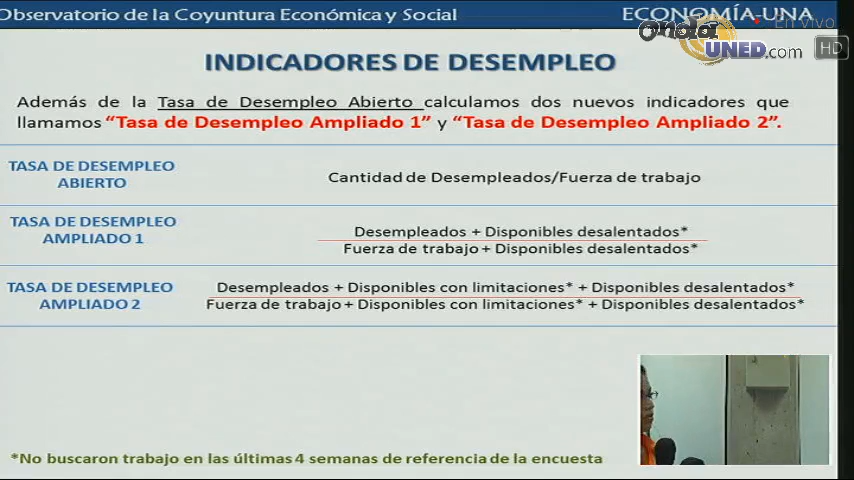 Observatorio de la Coyuntura Económica y Social
ECONOMÍA-UNA
En vivo
Onda
UNED.com
HD
INDICADORES DE DESEMPLEO
Además de la Tasa de Desempleo Abierto calculamos dos nuevos indicadores que
llamamos “Tasa de Desempleo Ampliado 1” y “Tasa de Desempleo Ampliado 2”.
TASA DE DESEMPLEO
ABIERTO
Cantidad de Desempleados/Fuerza de trabajo
TASA DE DESEMPLEO
AMPLIADO 1
Desempleados + Disponibles desalentados*
Fuerza de trabajo + Disponibles desalentados*
TASA DE DESEMPLEO
AMPLIADO 2
Desempleados + Disponibles con limitaciones* + Disponibles desalentados*
Fuerza de trabajo + Disponibles con limitaciones* + Disponibles desalentados*
*No buscaron trabajo en las últimas 4 semanas de referencia de la encuesta